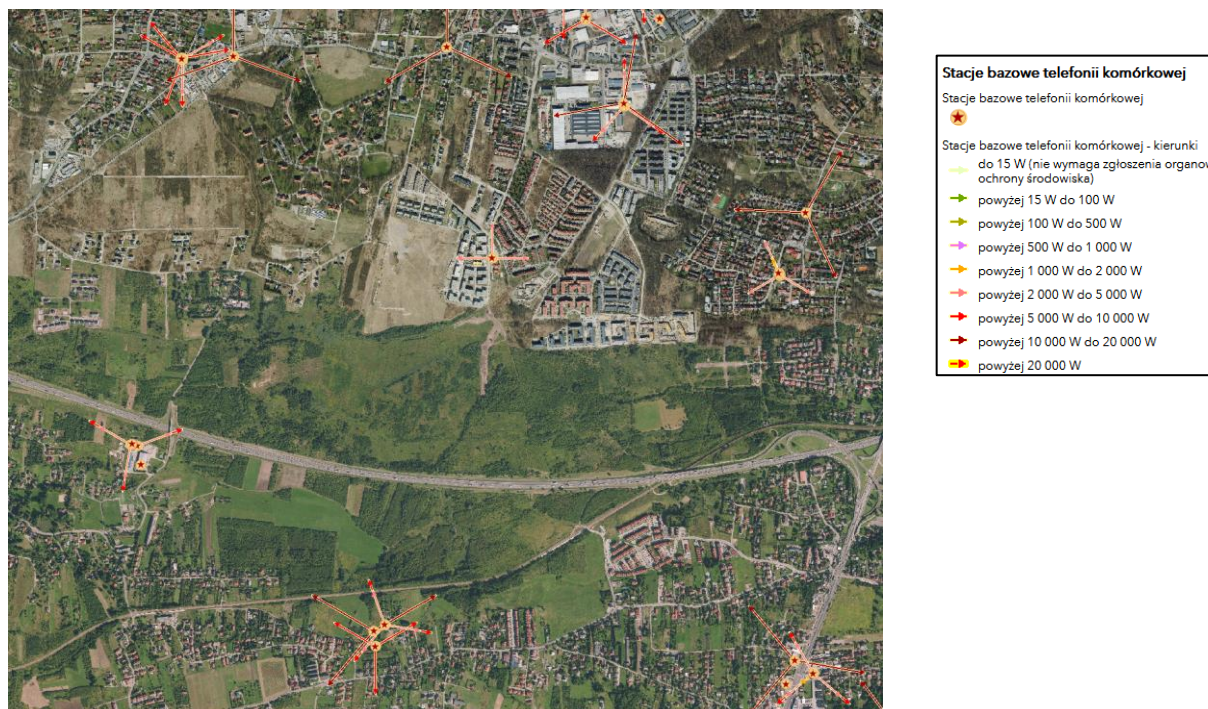 Stacje bazowe telefonii komórkowej
Stacje bazowe telefonii komórkowej
Stacje bazowe telefonii komórkowej - kierunki
do 15 W (nie wymaga zgłoszenia organow
ochrony środowiska)
powyżej 15 W do 100 W
powyżej 100 W do 500 W
powyżej 500 W do 1 000 W
powyżej 1 000 W do 2 000 W
powyżej 2 000 W do 5 000 W
powyżej 5 000 W do 10 000 W
powyżej 10 000 W do 20 000 W
powyżej 20 000 W